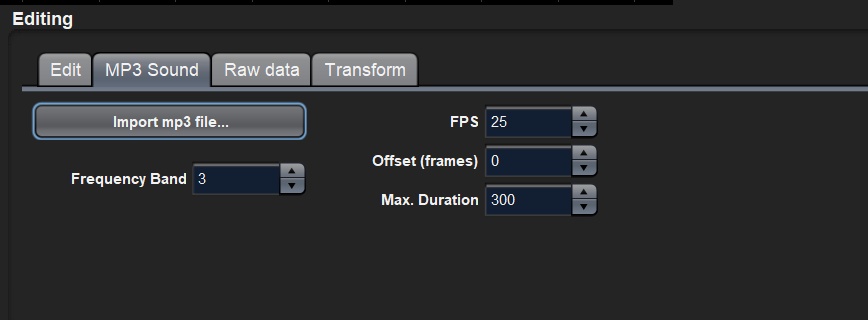 Editing
Edit MP3 Sound Raw data Transform
Import mp3 file... FPS 25
Offset (frames) 0
Frequency Band 3
Max. Duration 300